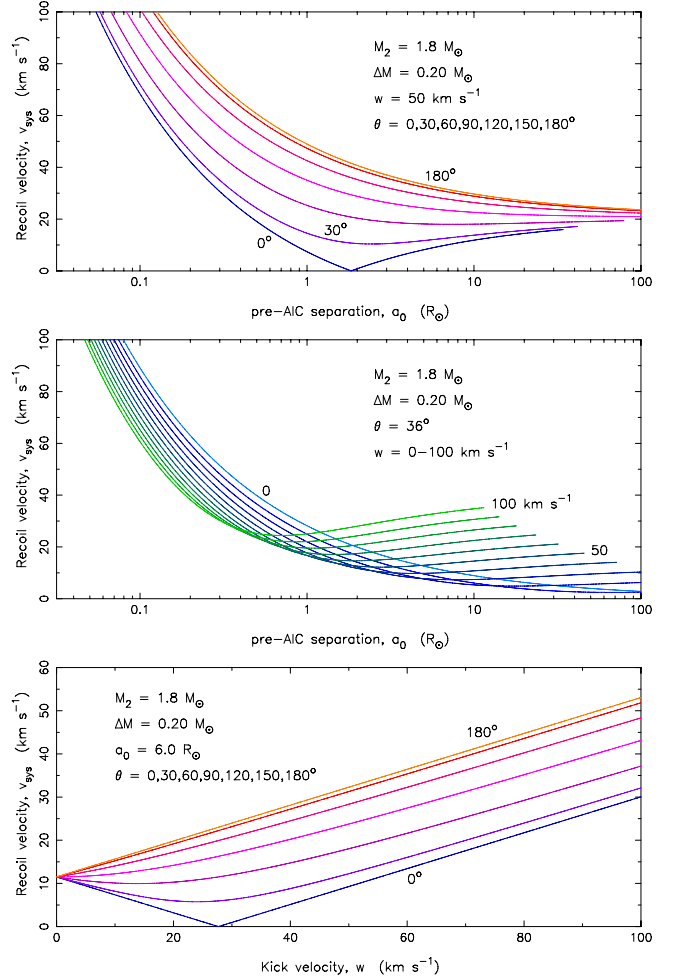 M₂ = 1.8 M☉
ΔM = 0.20 M☉
w = 50 km s⁻¹
θ = 0,30,60,90,120,150,180°
180°
30°
0°
Recoil velocity, v_sys (km s⁻¹)
0 20 40 60 80 100
0.1 1 10 100
pre-AIC separation, a₀ (R☉)
M₂ = 1.8 M☉
ΔM = 0.20 M☉
θ = 36°
w = 0-100 km s⁻¹
0
100 km s⁻¹
50
Recoil velocity, v_sys (km s⁻¹)
0 20 40 60 80 100
0.1 1 10 100
pre-AIC separation, a₀ (R☉)
M₂ = 1.8 M☉
ΔM = 0.20 M☉
a₀ = 6.0 R☉
θ = 0,30,60,90,120,150,180°
180°
0°
Recoil velocity, v_sys (km s⁻¹)
0 10 20 30 40 50 60
0 20 40 60 80 100
Kick velocity, w (km s⁻¹)